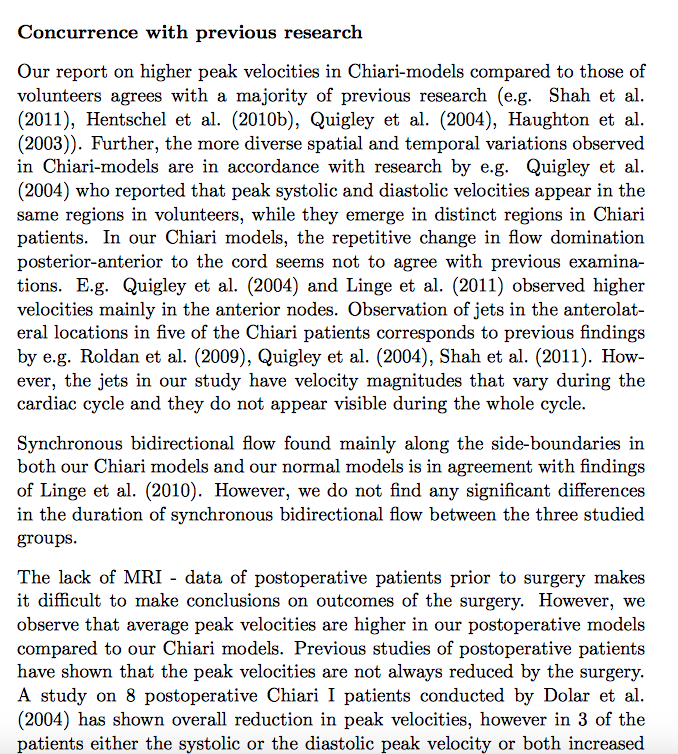 Concurrence with previous research
Our report on higher peak velocities in Chiari-models compared to those of
volunteers agrees with a majority of previous research (e.g. Shah et al.
(2011), Hentschel et al. (2010b), Quigley et al. (2004), Haughton et al.
(2003)). Further, the more diverse spatial and temporal variations observed
in Chiari-models are in accordance with research by e.g. Quigley et al.
(2004) who reported that peak systolic and diastolic velocities appear in the
same regions in volunteers, while they emerge in distinct regions in Chiari
patients. In our Chiari models, the repetitive change in flow domination
posterior-anterior to the cord seems not to agree with previous examina-
tions. E.g. Quigley et al. (2004) and Linge et al. (2011) observed higher
velocities mainly in the anterior nodes. Observation of jets in the anterolat-
eral locations in five of the Chiari patients corresponds to previous findings
by e.g. Roldan et al. (2009), Quigley et al. (2004), Shah et al. (2011). How-
ever, the jets in our study have velocity magnitudes that vary during the
cardiac cycle and they do not appear visible during the whole cycle.
Synchronous bidirectional flow found mainly along the side-boundaries in
both our Chiari models and our normal models is in agreement with findings
of Linge et al. (2010). However, we do not find any significant differences
in the duration of synchronous bidirectional flow between the three studied
groups.
The lack of MRI - data of postoperative patients prior to surgery makes
it difficult to make conclusions on outcomes of the surgery. However, we
observe that average peak velocities are higher in our postoperative models
compared to our Chiari models. Previous studies of postoperative patients
have shown that the peak velocities are not always reduced by the surgery.
A study on 8 postoperative Chiari I patients conducted by Dolar et al.
(2004) has shown overall reduction in peak velocities, however in 3 of the
patients either the systolic or the diastolic peak velocity or both increased